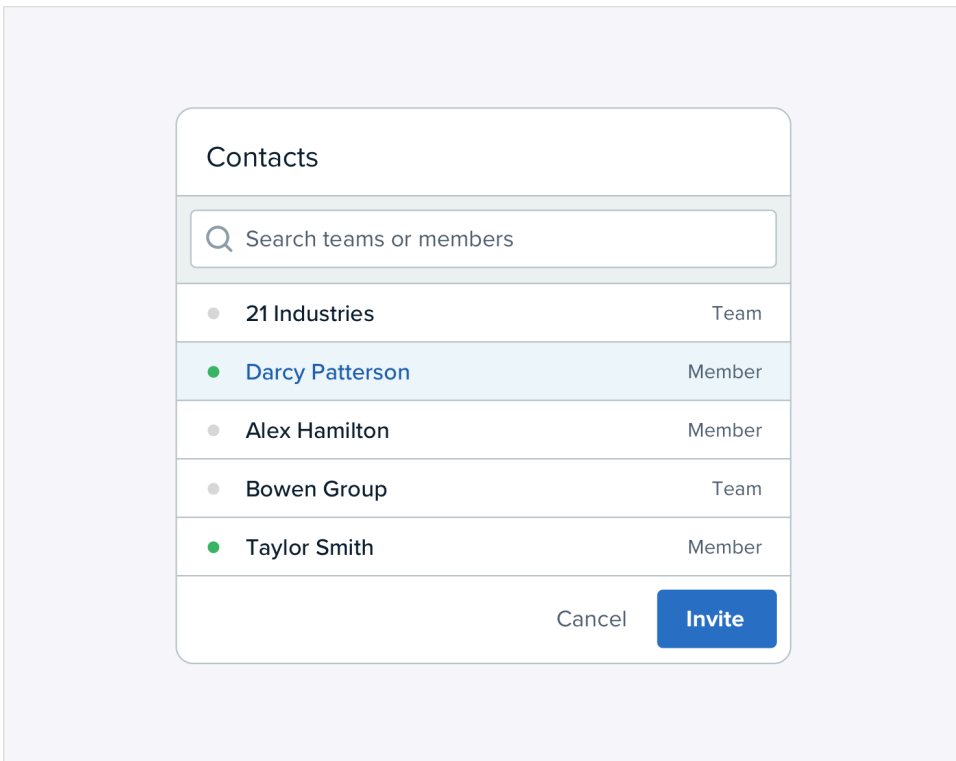 Contacts
Search teams or members
21 Industries Team
Darcy Patterson Member
Alex Hamilton Member
Bowen Group Team
Taylor Smith Member
Cancel Invite